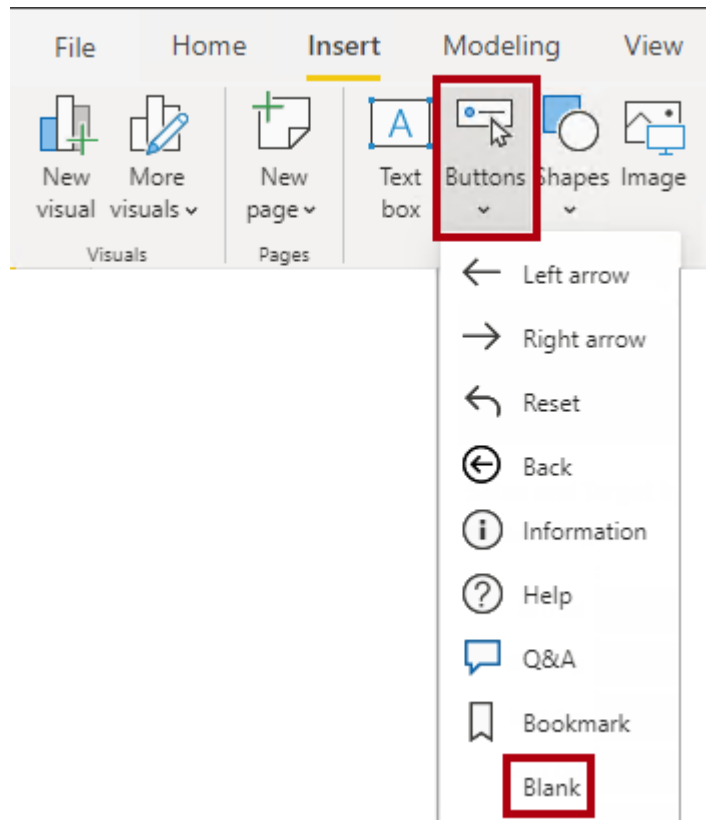 File Home Insert Modeling View
A
New visual
More visuals
New page
Text box
Buttons
Shapes
Image
Visuals
Pages
Left arrow
Right arrow
Reset
Back
Information
Help
Q&A
Bookmark
Blank